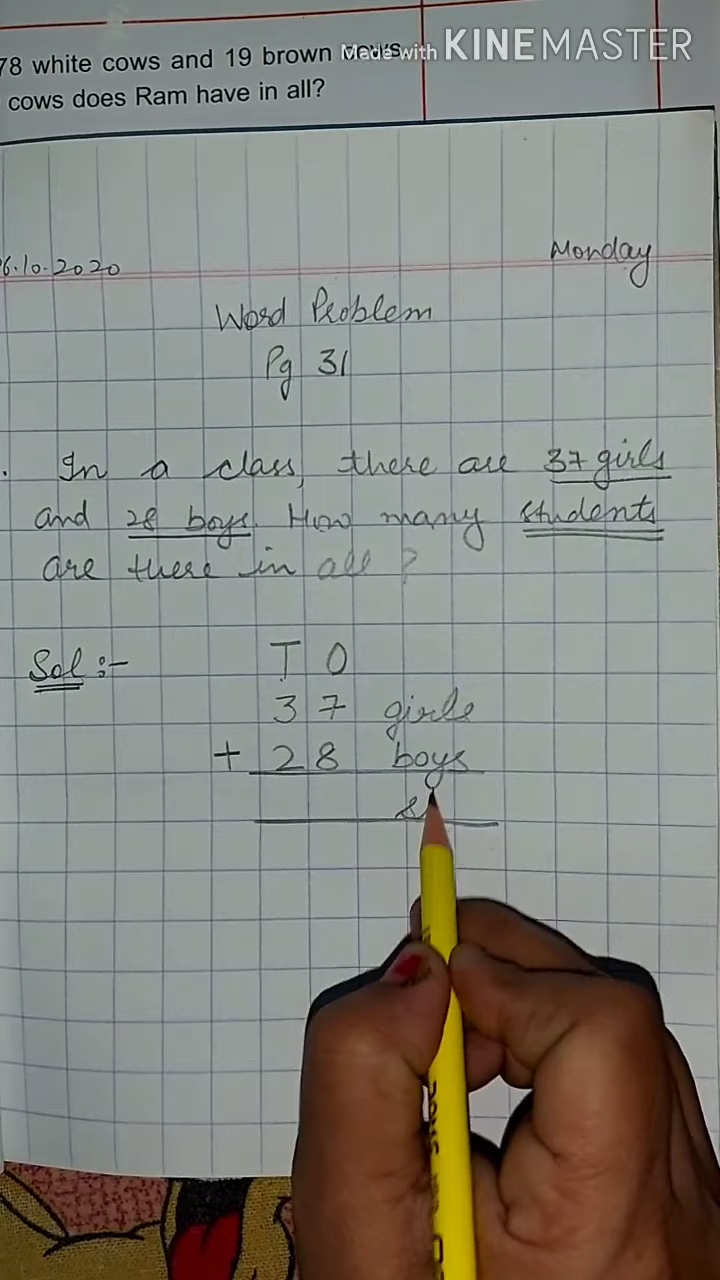 78 white cows and 19 brown cows
Made with KINEMASTER
cows does Ram have in all?
6.10.2020 Monday
Word Problem
Pg 31
. In a class, there are 37 girls
and 28 boys. How many students
are there in all?
Sol :-
T O
3 7 girls
+ 2 8 boys
s